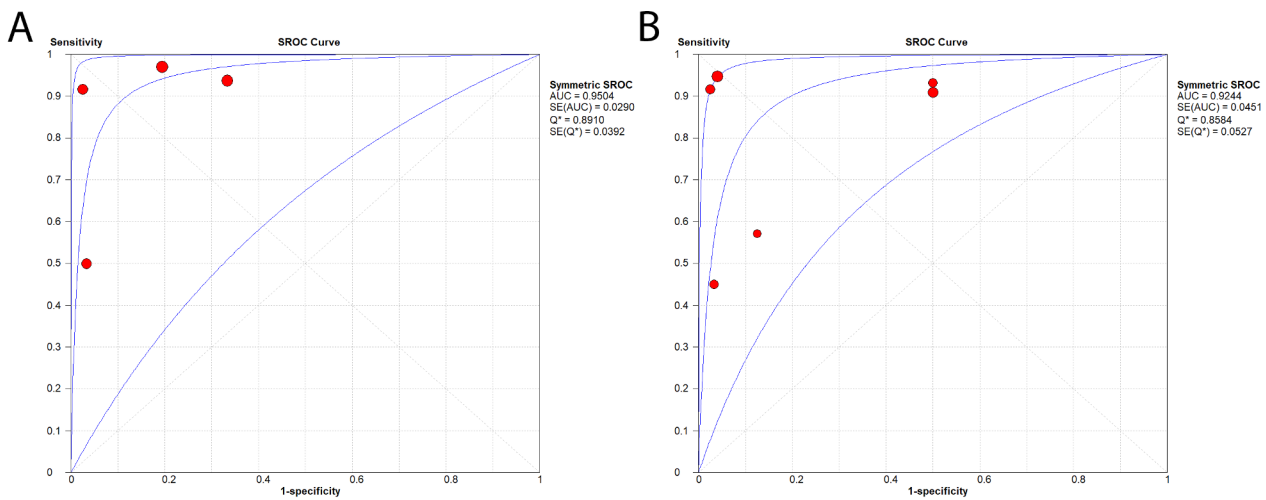 A
Sensitivity
SROC Curve
1
0.9
0.8
0.7
0.6
0.5
0.4
0.3
0.2
0.1
0
0
0.2
0.4
0.6
0.8
1
1-specificity
Symmetric SROC
AUC = 0.9504
SE(AUC) = 0.0290
Q* = 0.8910
SE(Q*) = 0.0392
B
Sensitivity
SROC Curve
1
0.9
0.8
0.7
0.6
0.5
0.4
0.3
0.2
0.1
0
0
0.2
0.4
0.6
0.8
1
1-specificity
Symmetric SROC
AUC = 0.9244
SE(AUC) = 0.0451
Q* = 0.8584
SE(Q*) = 0.0527